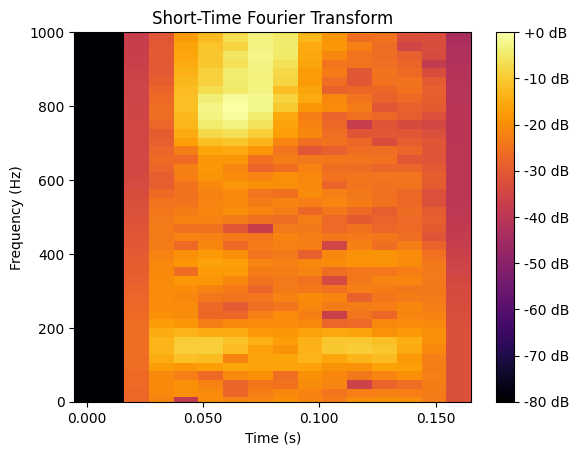 Short-Time Fourier Transform
1000
800
600
400
200
0
Frequency (Hz)
0.000
0.050
0.100
0.150
Time (s)
+0 dB
-10 dB
-20 dB
-30 dB
-40 dB
-50 dB
-60 dB
-70 dB
-80 dB